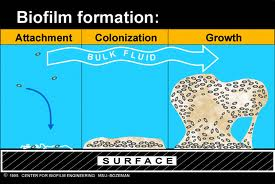 Biofilm formation:
Attachment Colonization Growth
BULK FLUID
SURFACE
© 1995 CENTER FOR BIOFILM ENGINEERING MSU-BOZEMAN